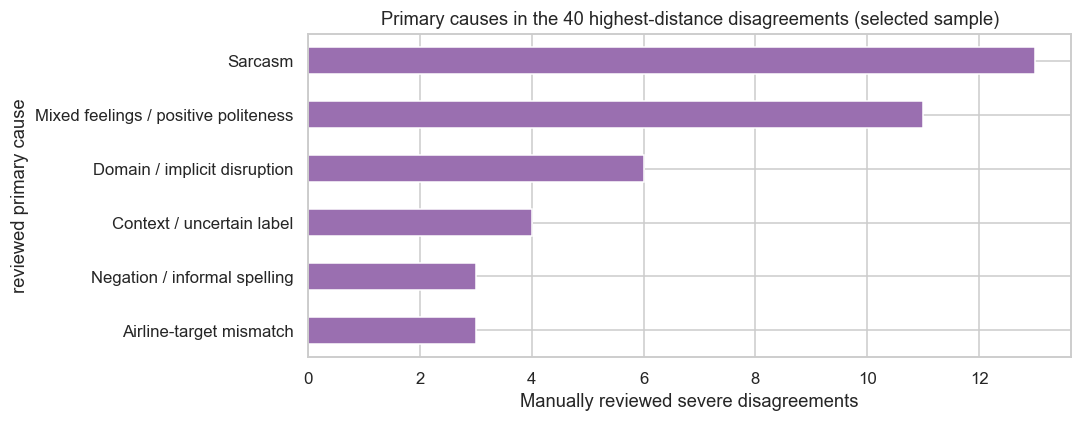 Primary causes in the 40 highest-distance disagreements (selected sample)
reviewed primary cause
Sarcasm
Mixed feelings / positive politeness
Domain / implicit disruption
Context / uncertain label
Negation / informal spelling
Airline-target mismatch
0 2 4 6 8 10 12
Manually reviewed severe disagreements